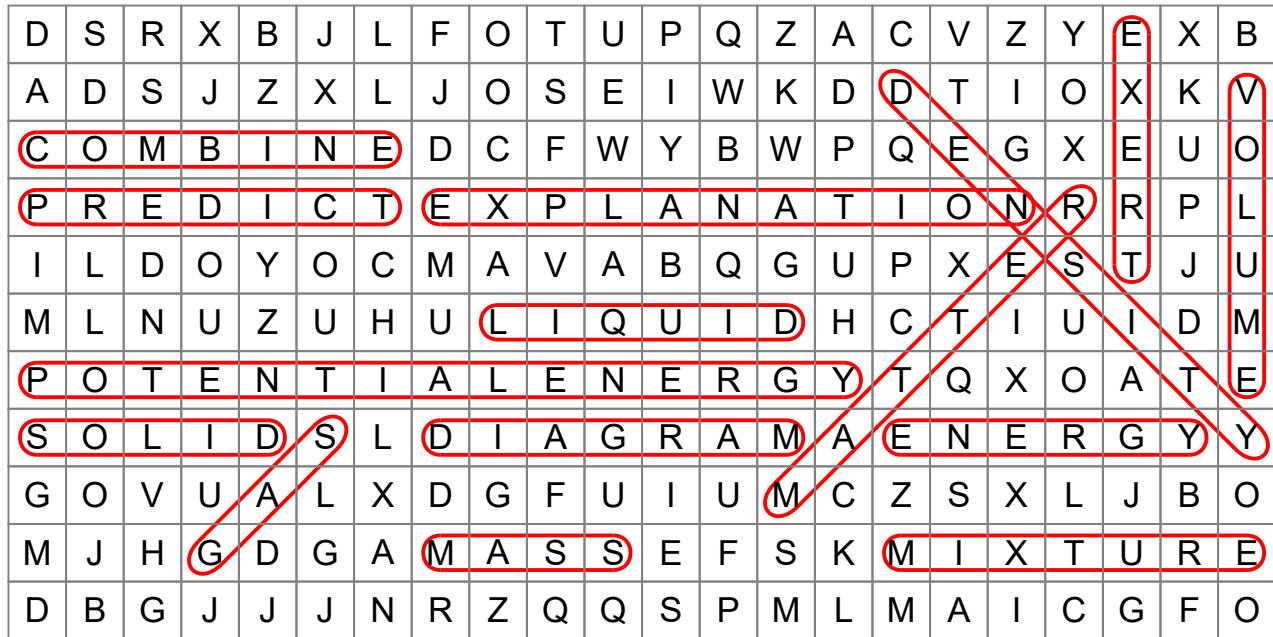 D S R X B J L F O T U P Q Z A C V Z Y E X B
A D S J Z X L J O S E I W K D D T I O X K V
C O M B I N E D C F W Y B W P Q E G X E U O
P R E D I C T E X P L A N A T I O N R R P L
I L D O Y O C M A V A B Q G U P X E S T J U
M L N U Z U H U L I Q U I D H C T I U I D M
P O T E N T I A L E N E R G Y T Q X O A T E
S O L I D S L D I A G R A M A E N E R G Y Y
G O V U A L X D G F U I U M C Z S X L J B O
M J H G D G A M A S S E F S K M I X T U R E
D B G J J J N R Z Q Q S P M L M A I C G F O